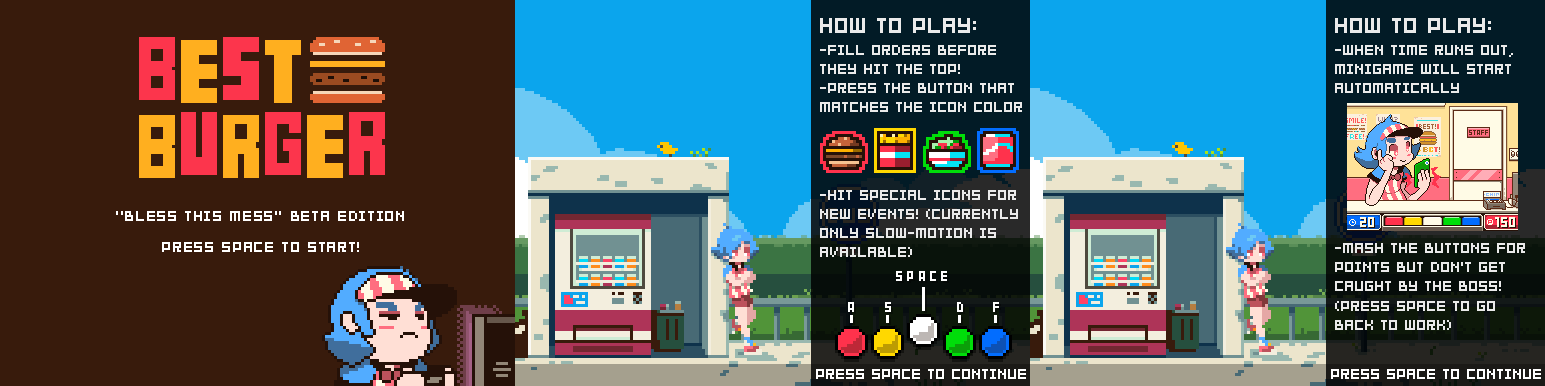 BEST
BURGER
"BLESS THIS MESS" BETA EDITION
PRESS SPACE TO START!
HOW TO PLAY:
-FILL ORDERS BEFORE
THEY HIT THE TOP!
-PRESS THE BUTTON THAT
MATCHES THE ICON COLOR
-HIT SPECIAL ICONS FOR
NEW EVENTS! (CURRENTLY
ONLY SLOW-MOTION IS
AVAILABLE)
SPACE
A S D F
PRESS SPACE TO CONTINUE
HOW TO PLAY:
-WHEN TIME RUNS OUT,
MINIGAME WILL START
AUTOMATICALLY
SMILE!
FREE!
BEST!!
STAFF
20
150
-MASH THE BUTTONS FOR
POINTS BUT DON'T GET
CAUGHT BY THE BOSS!
(PRESS SPACE TO GO
BACK TO WORK)
PRESS SPACE TO CONTINUE